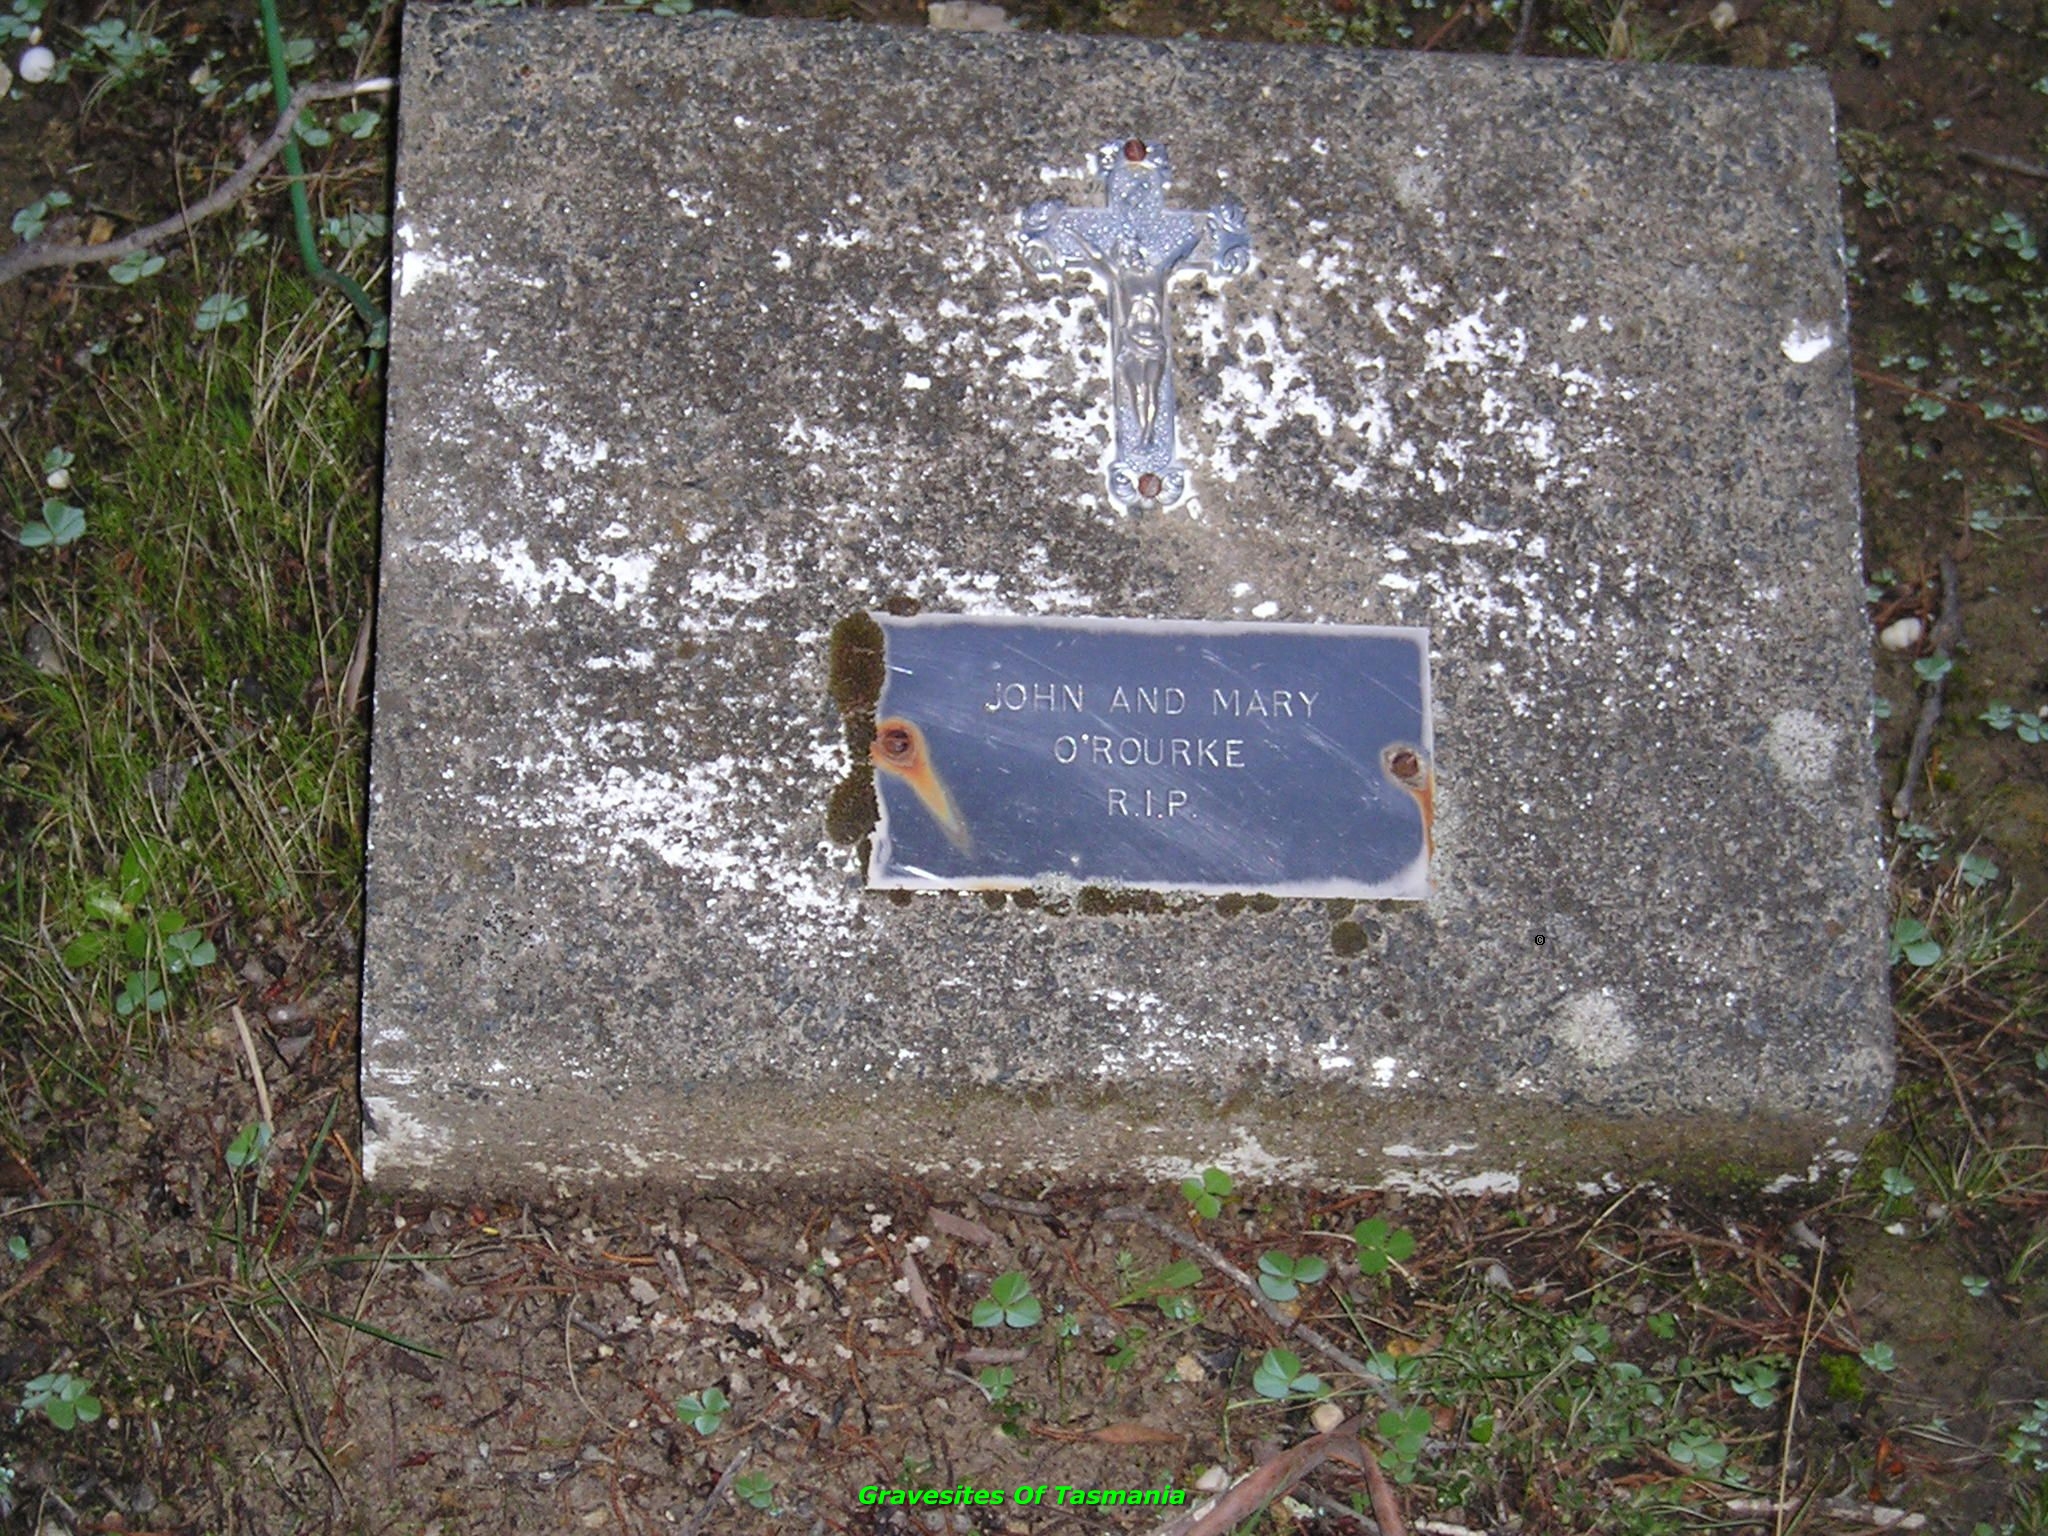 JOHN AND MARY
O'ROURKE
R.I.P.
©
Gravesites Of Tasmania